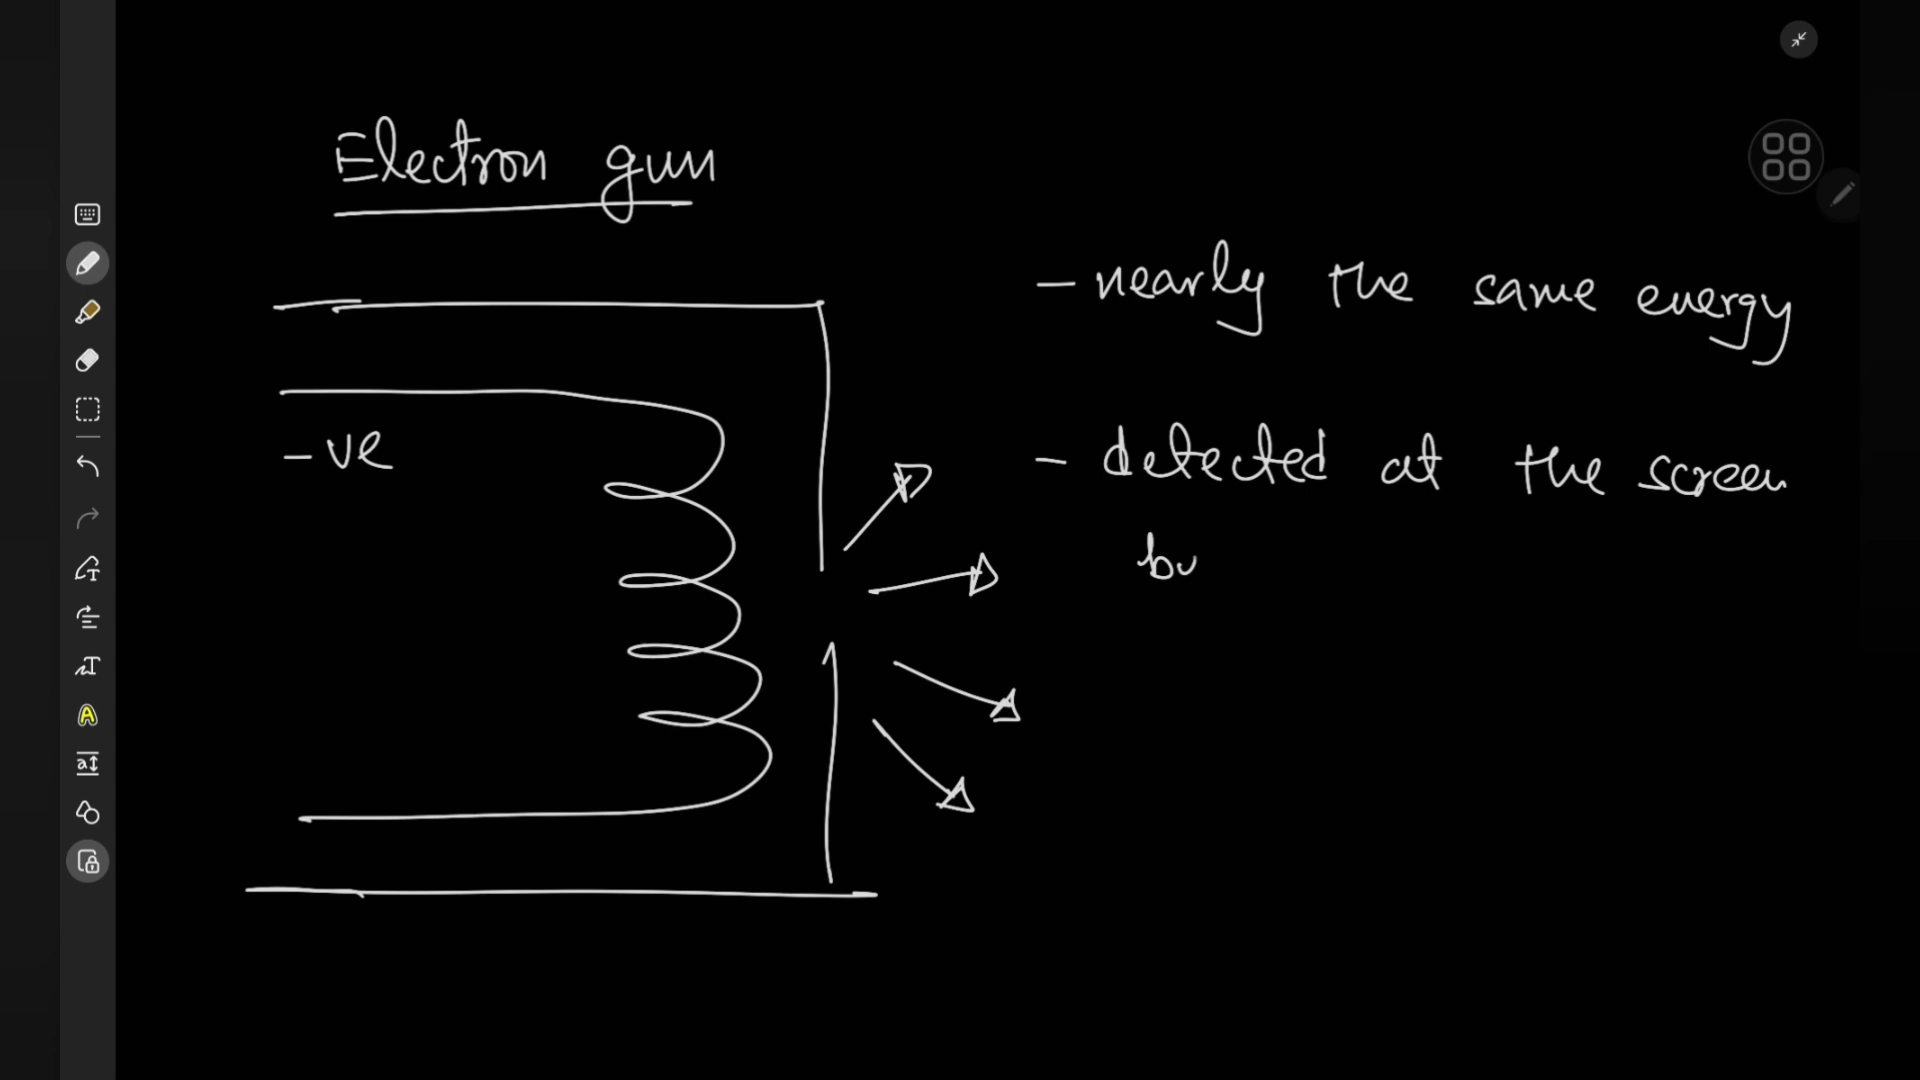 Electron gun
- nearly the same energy
-ve
- detected at the screen